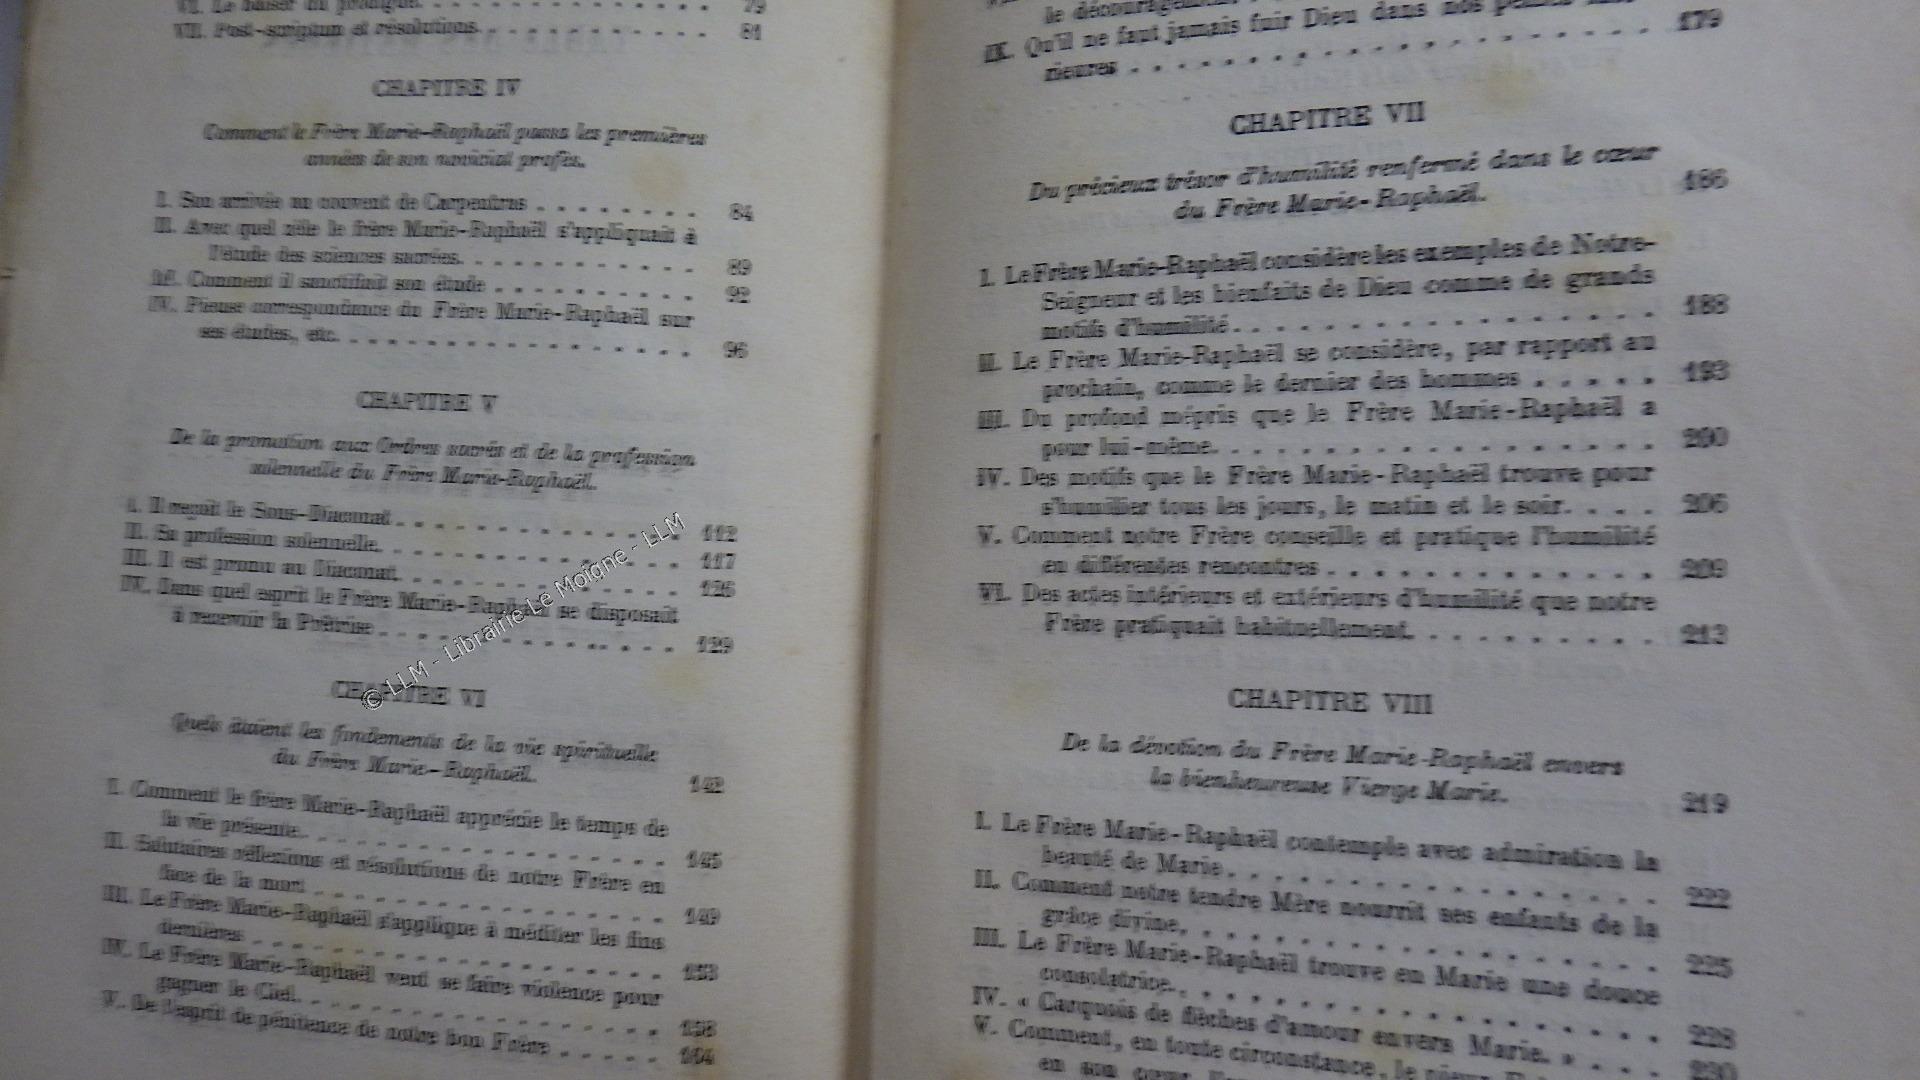 VI. Le baiser du prodigue. 79
VII. Post-scriptum et résolutions. 81
CHAPITRE IV
Comment le Frère Marie-Raphaël passa les premières
années de son noviciat profès.
I. Son arrivée au couvent de Carpentras 84
II. Avec quel zèle le frère Marie-Raphaël s'appliquait à
l'étude des sciences sacrées. 89
III. Comment il sanctifiait son étude 92
IV. Pieuse correspondance du Frère Marie-Raphaël sur
ses études, etc. 96
CHAPITRE V
De la promotion aux Ordres sacrés et de la profession
solennelle du Frère Marie-Raphaël.
I. Il reçoit le Sous-Diaconat 112
II. Sa profession solennelle. 117
III. Il est promu au Diaconat. 126
IV. Dans quel esprit le Frère Marie-Raphaël se disposait
à recevoir la Prêtrise 129
© LLM - Librairie Le Moigne - LLM
CHAPITRE VI
Quels étaient les fondements de la vie spirituelle
du Frère Marie-Raphaël. 142
I. Comment le frère Marie-Raphaël apprécie le temps de
la vie présente. 145
II. Salutaires réflexions et résolutions de notre Frère en
face de la mort 149
III. Le Frère Marie-Raphaël s'applique à méditer les fins
dernières 153
IV. Le Frère Marie-Raphaël veut se faire violence pour
gagner le Ciel. 158
V. De l'esprit de pénitence de notre bon Frère 164
le découragement
IX. Qu'il ne faut jamais fuir Dieu dans nos peines
rieures 179
CHAPITRE VII
Du précieux trésor d'humilité renfermé dans le cœur
du Frère Marie-Raphaël. 186
I. Le Frère Marie-Raphaël considère les exemples de Notre-
Seigneur et les bienfaits de Dieu comme de grands
motifs d'humilité. 188
II. Le Frère Marie-Raphaël se considère, par rapport au
prochain, comme le dernier des hommes 193
III. Du profond mépris que le Frère Marie-Raphaël a
pour lui-même. 200
IV. Des motifs que le Frère Marie-Raphaël trouve pour
s'humilier tous les jours, le matin et le soir. 206
V. Comment notre Frère conseille et pratique l'humilité
en différentes rencontres 209
VI. Des actes intérieurs et extérieurs d'humilité que notre
Frère pratiquait habituellement. 213
CHAPITRE VIII
De la dévotion du Frère Marie-Raphaël envers
la bienheureuse Vierge Marie. 219
I. Le Frère Marie-Raphaël contemple avec admiration la
beauté de Marie 222
II. Comment notre tendre Mère nourrit ses enfants de la
grâce divine, 225
III. Le Frère Marie-Raphaël trouve en Marie une douce
consolatrice. 228
IV. « Carquois de flèches d'amour envers Marie. » 230
V. Comment, en toute circonstance, le pieux
en son cœur